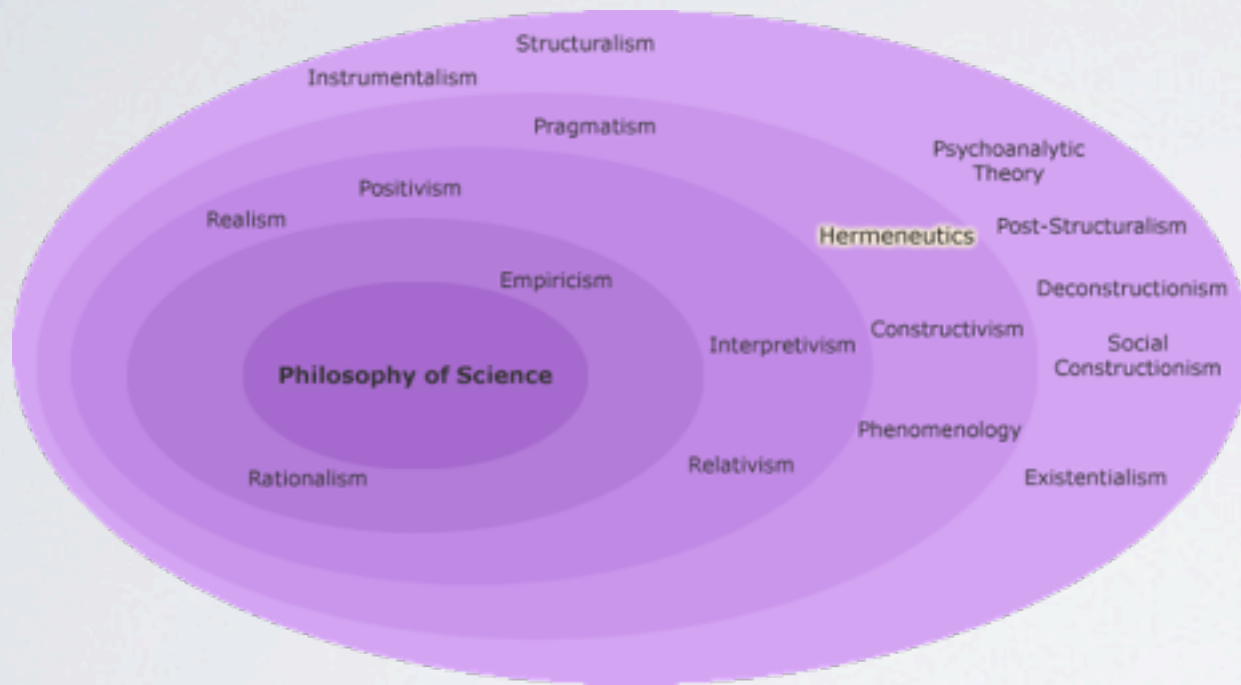 Structuralism
Instrumentalism
Pragmatism
Psychoanalytic
Theory
Positivism
Realism
Post-Structuralism
Hermeneutics
Empiricism
Deconstructionism
Constructivism
Interpretivism
Social
Constructionism
Philosophy of Science
Phenomenology
Relativism
Rationalism
Existentialism